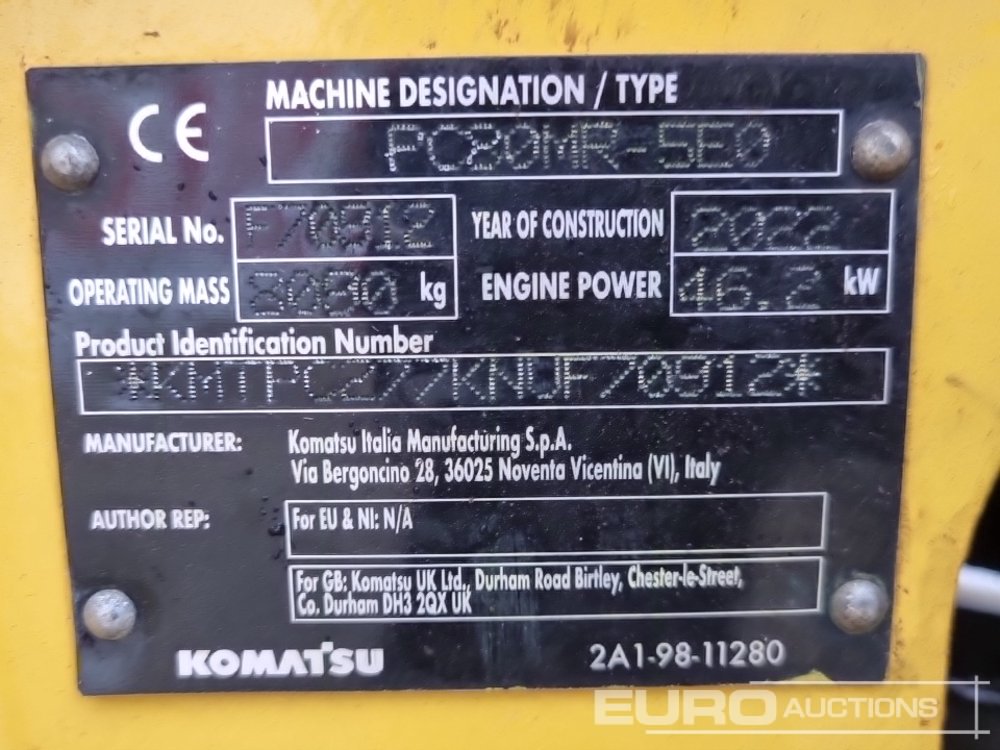 CE
MACHINE DESIGNATION / TYPE
PC80MR-5E0
SERIAL No. F70912
YEAR OF CONSTRUCTION 2022
OPERATING MASS kg
ENGINE POWER 46.2 kW
Product Identification Number
*KMTPC277KNUF70912*
MANUFACTURER: Komatsu Italia Manufacturing S.p.A.
Via Bergoncino 28, 36025 Noventa Vicentina (VI), Italy
AUTHOR REP: For EU & NI: N/A
For GB: Komatsu UK Ltd., Durham Road Birtley, Chester-le-Street,
Co. Durham DH3 2QX UK
KOMATSU 2A1-98-11280
EURO AUCTIONS